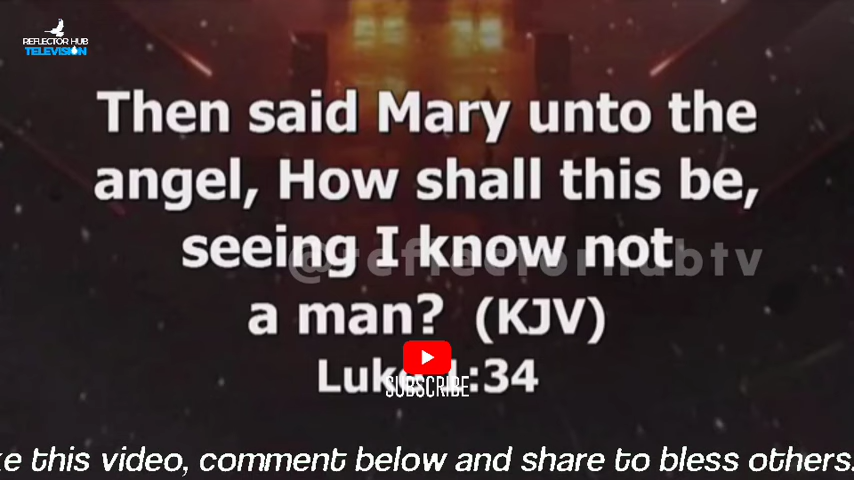 REFLECTOR HUB
TELEVISION
Then said Mary unto the
angel, How shall this be,
seeing I know not
@reflectorhubtv
a man? (KJV)
Luke 1:34
SUBSCRIBE
this video, comment below and share to bless others.